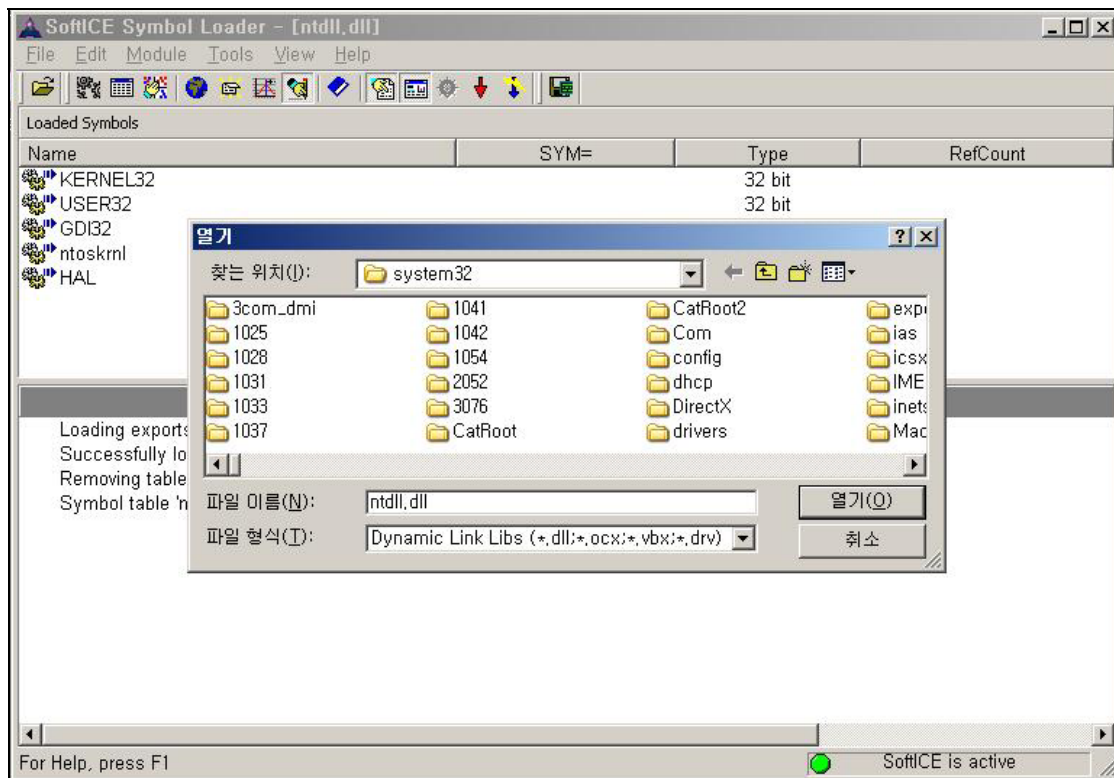 SoftICE Symbol Loader - [ntdll.dll]
File Edit Module Tools View Help
Loaded Symbols
Name SYM= Type RefCount
KERNEL32 32 bit
USER32 32 bit
GDI32
ntoskrnl
HAL
열기
찾는 위치(I): system32
3com_dmi 1041 CatRoot2
1025 1042 Com ias
1028 1054 config
1031 2052 dhcp IME
1033 3076 DirectX
1037 CatRoot drivers
파일 이름(N): ntdll.dll 열기(O)
파일 형식(T): Dynamic Link Libs (*.dll;*.ocx;*.vbx;*.drv) 취소
Loading exports
Successfully lo
Removing table
Symbol table 'n
For Help, press F1 SoftICE is active